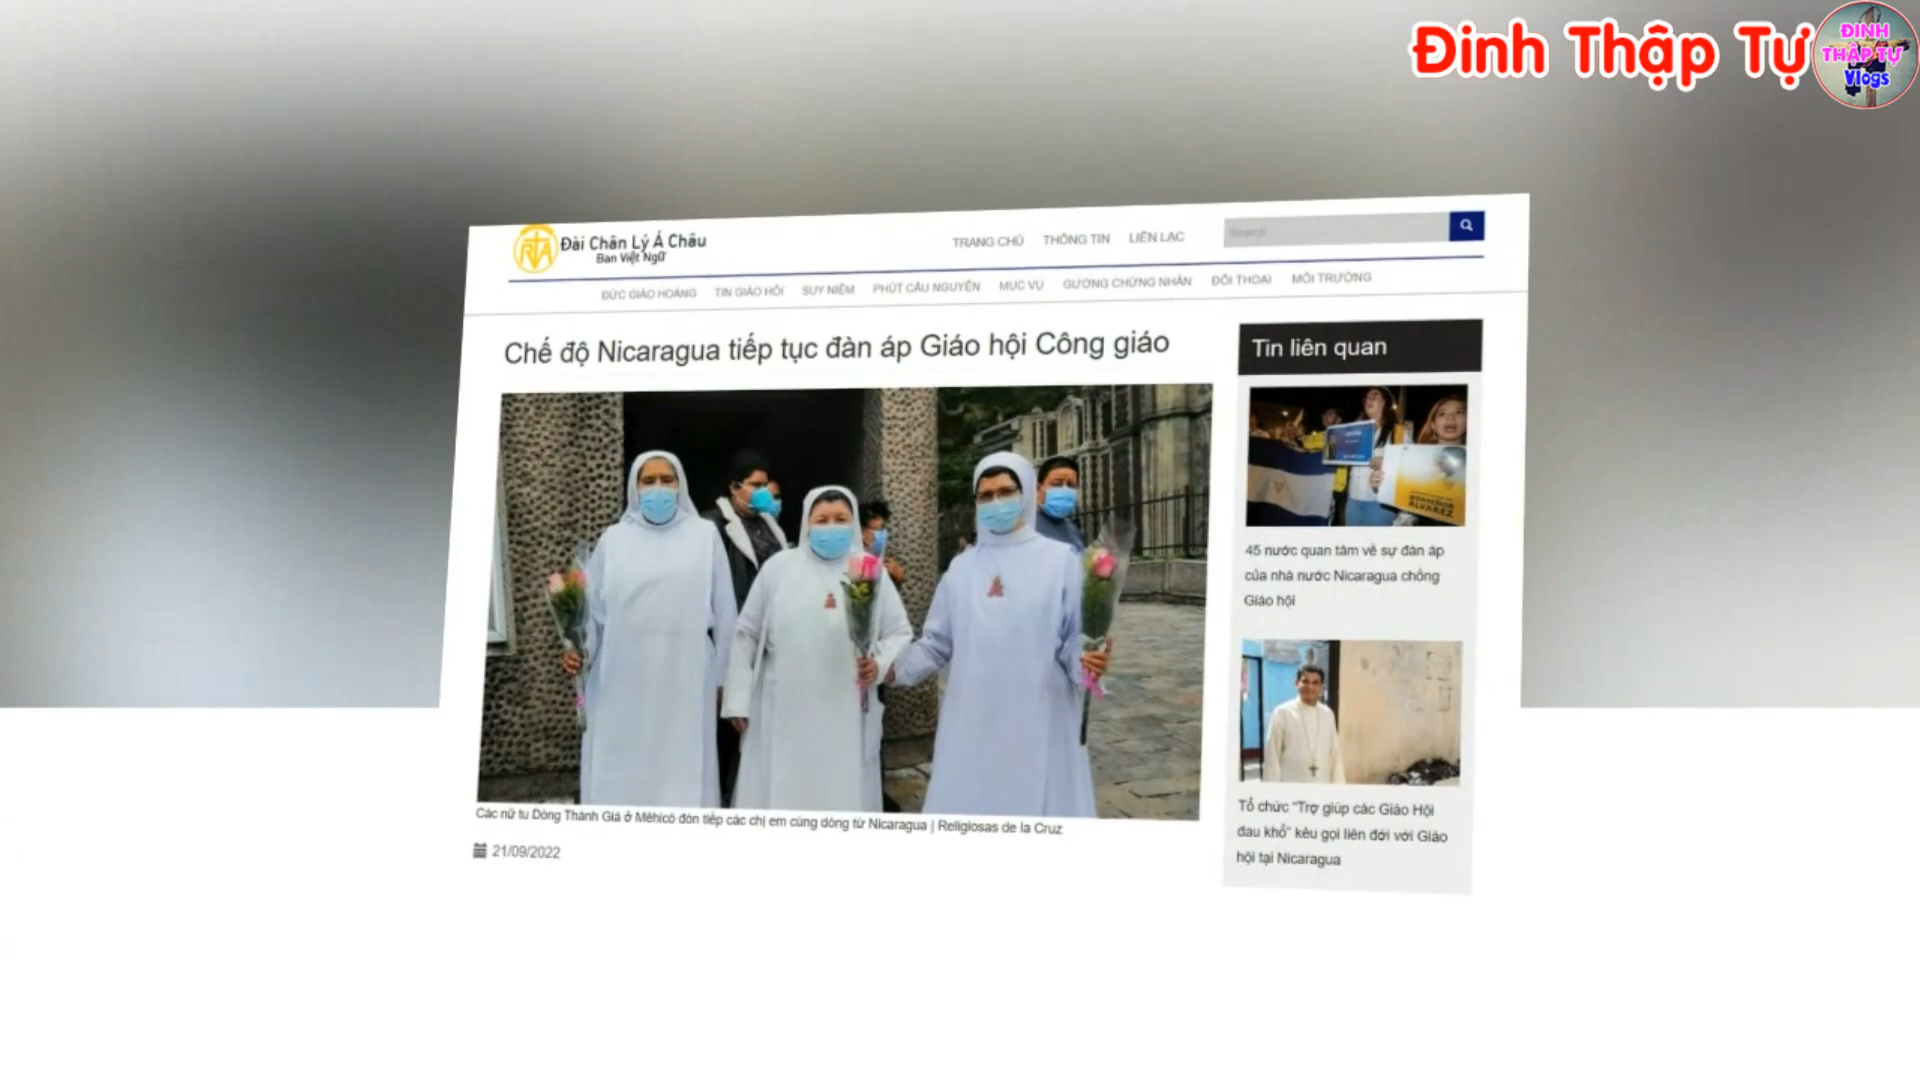 Đinh Thập Tự
ĐINH
THẬP TỰ
Vlogs
Đài Chân Lý Á Châu
Ban Việt Ngữ
TRANG CHỦ THÔNG TIN LIÊN LẠC
Search
ĐỨC GIÁO HOÀNG TIN GIÁO HỘI SUY NIỆM PHÚT CẦU NGUYỆN MỤC VỤ GƯƠNG CHỨNG NHÂN ĐỐI THOẠI MÔI TRƯỜNG
Chế độ Nicaragua tiếp tục đàn áp Giáo hội Công giáo
Các nữ tu Dòng Thánh Giá ở Mêhicô đón tiếp các chị em cùng dòng từ Nicaragua | Religiosas de la Cruz
21/09/2022
Tin liên quan
MONSEÑOR
ALVAREZ
45 nước quan tâm về sự đàn áp
của nhà nước Nicaragua chống
Giáo hội
Tổ chức “Trợ giúp các Giáo Hội
đau khổ” kêu gọi liên đới với Giáo
hội tại Nicaragua